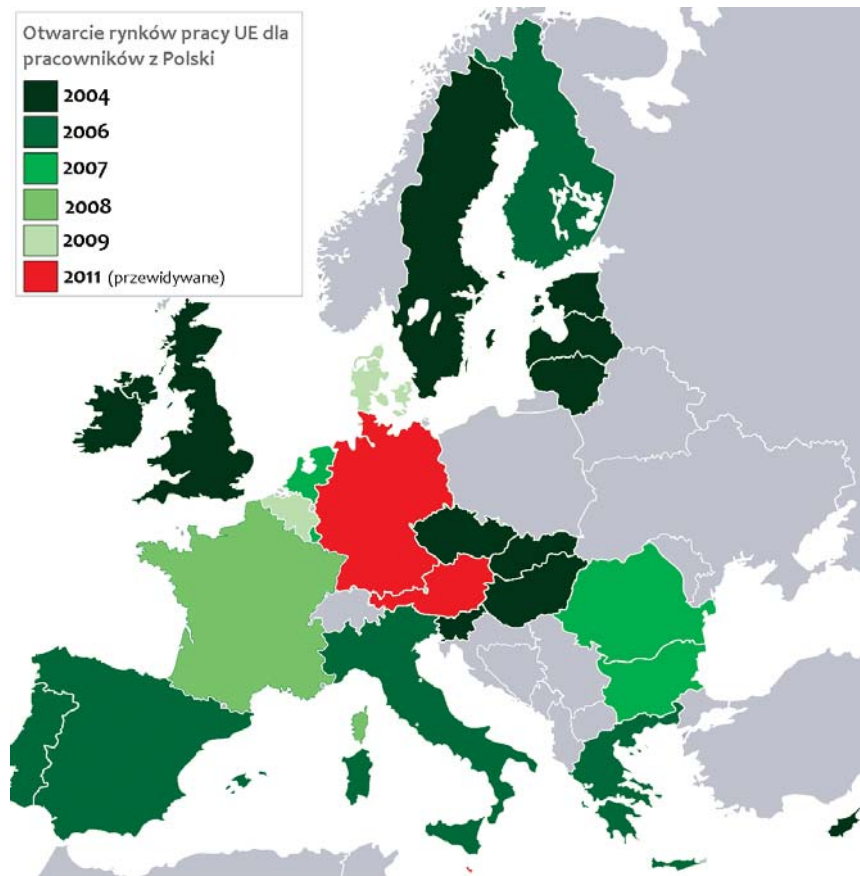 Otwarcie rynków pracy UE dla
pracowników z Polski
2004
2006
2007
2008
2009
2011 (przewidywane)